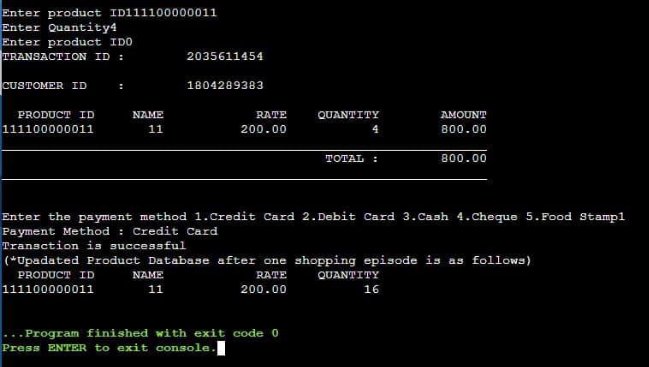 Enter product ID111100000011
Enter Quantity4
Enter product ID0
TRANSACTION ID : 2035611454
CUSTOMER ID : 1804289383
PRODUCT ID NAME RATE QUANTITY AMOUNT
111100000011 11 200.00 4 800.00
TOTAL : 800.00
Enter the payment method 1.Credit Card 2.Debit Card 3.Cash 4.Cheque 5.Food Stamp1
Payment Method : Credit Card
Transction is successful
(*Upadated Product Database after one shopping episode is as follows)
PRODUCT ID NAME RATE QUANTITY
111100000011 11 200.00 16
...Program finished with exit code 0
Press ENTER to exit console.